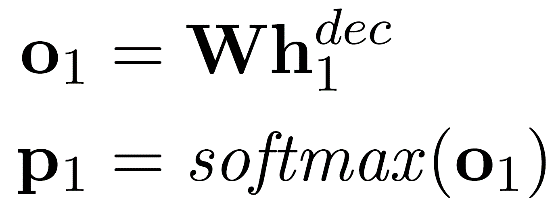 o₁ = Wh₁ᵈᵉᶜ
p₁ = softmax(o₁)